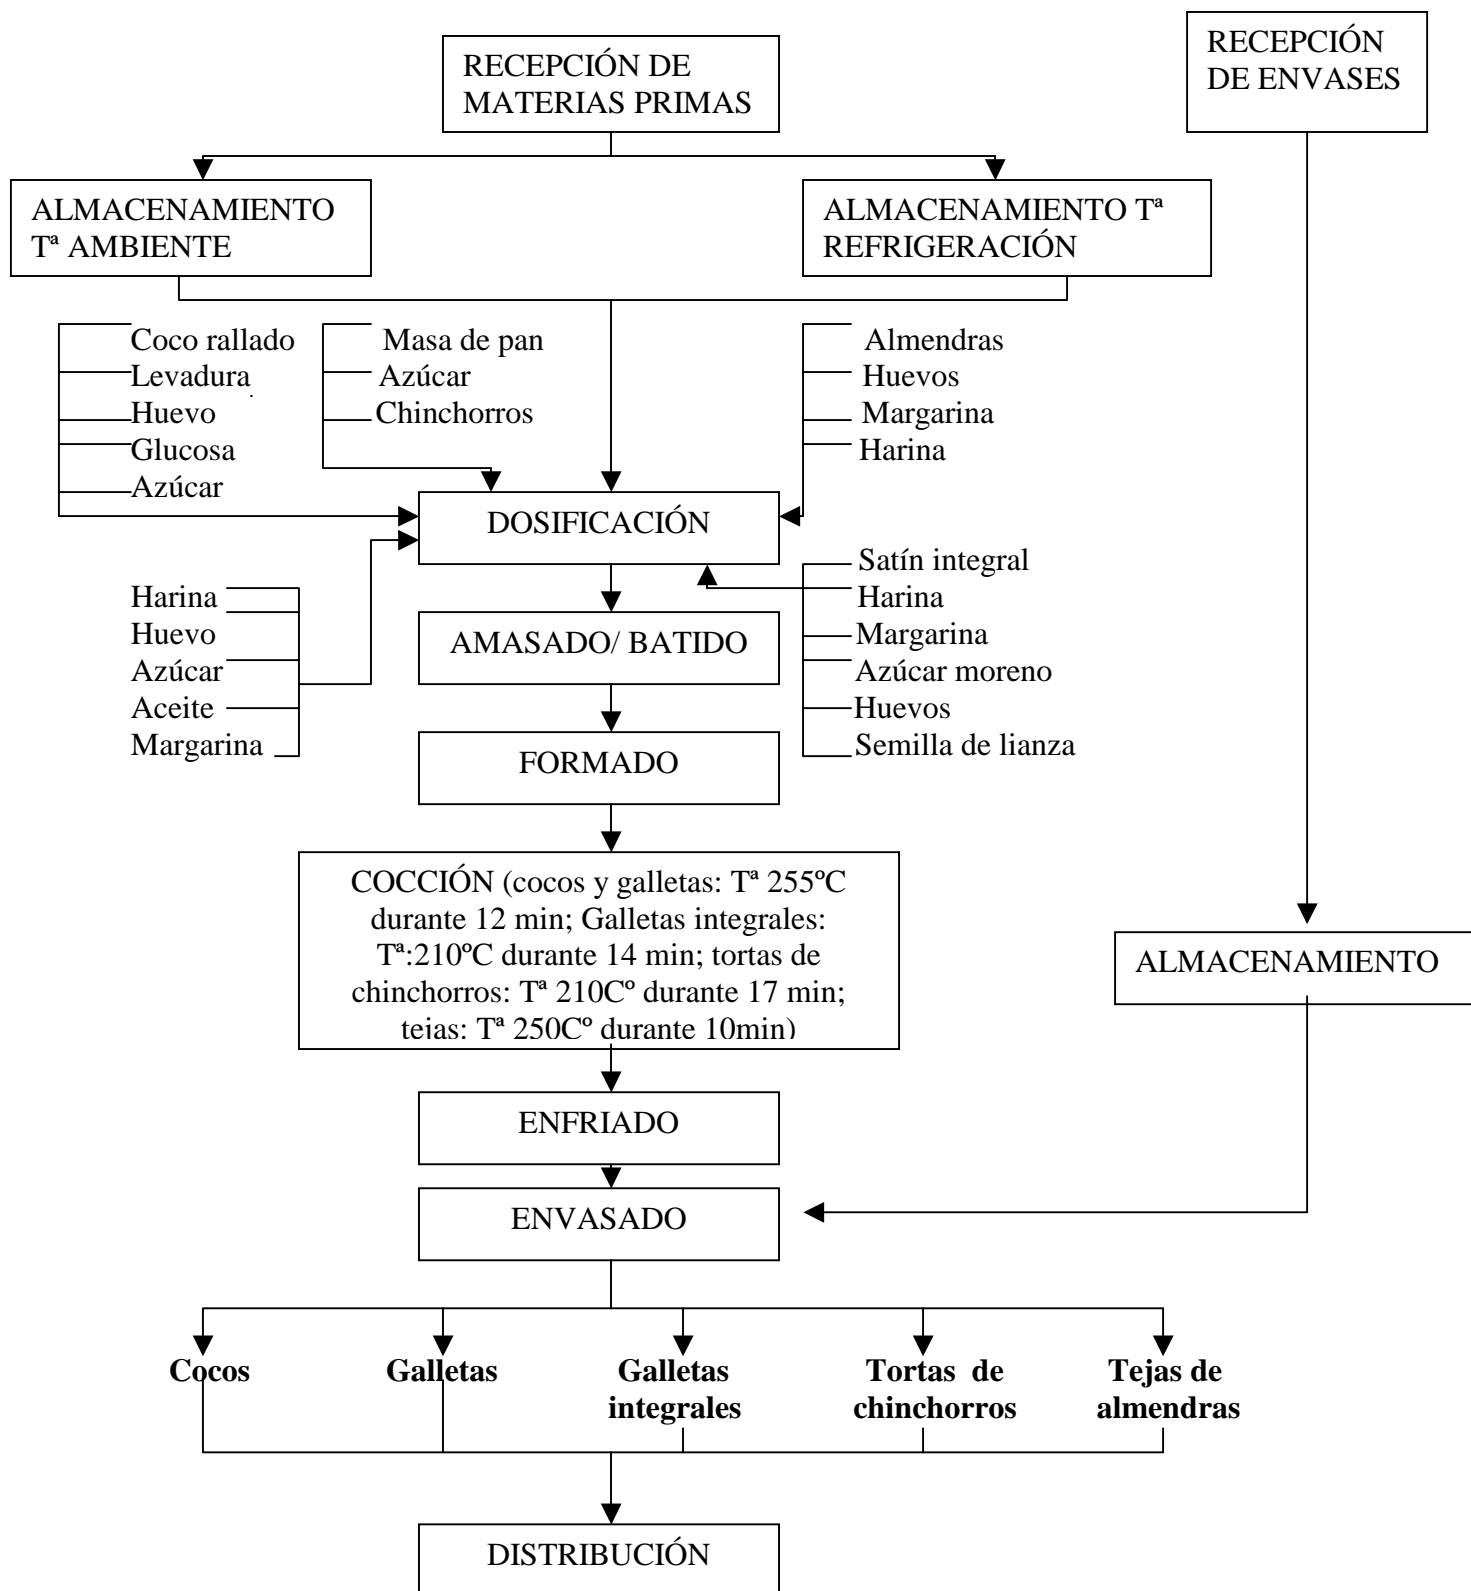 RECEPCIÓN DE
MATERIAS PRIMAS
RECEPCIÓN
DE ENVASES
ALMACENAMIENTO
Tª AMBIENTE
ALMACENAMIENTO Tª
REFRIGERACIÓN
Coco rallado
Levadura
Huevo
Glucosa
Azúcar
Masa de pan
Azúcar
Chinchorros
Almendras
Huevos
Margarina
Harina
DOSIFICACIÓN
Harina
Huevo
Azúcar
Aceite
Margarina
Satín integral
Harina
Margarina
Azúcar moreno
Huevos
Semilla de lianza
AMASADO/ BATIDO
FORMADO
COCCIÓN (cocos y galletas: Tª 255ºC
durante 12 min; Galletas integrales:
Tª:210ºC durante 14 min; tortas de
chinchorros: Tª 210Cº durante 17 min;
tejas: Tª 250Cº durante 10min)
ALMACENAMIENTO
ENFRIADO
ENVASADO
Cocos
Galletas
Galletas
integrales
Tortas de
chinchorros
Tejas de
almendras
DISTRIBUCIÓN